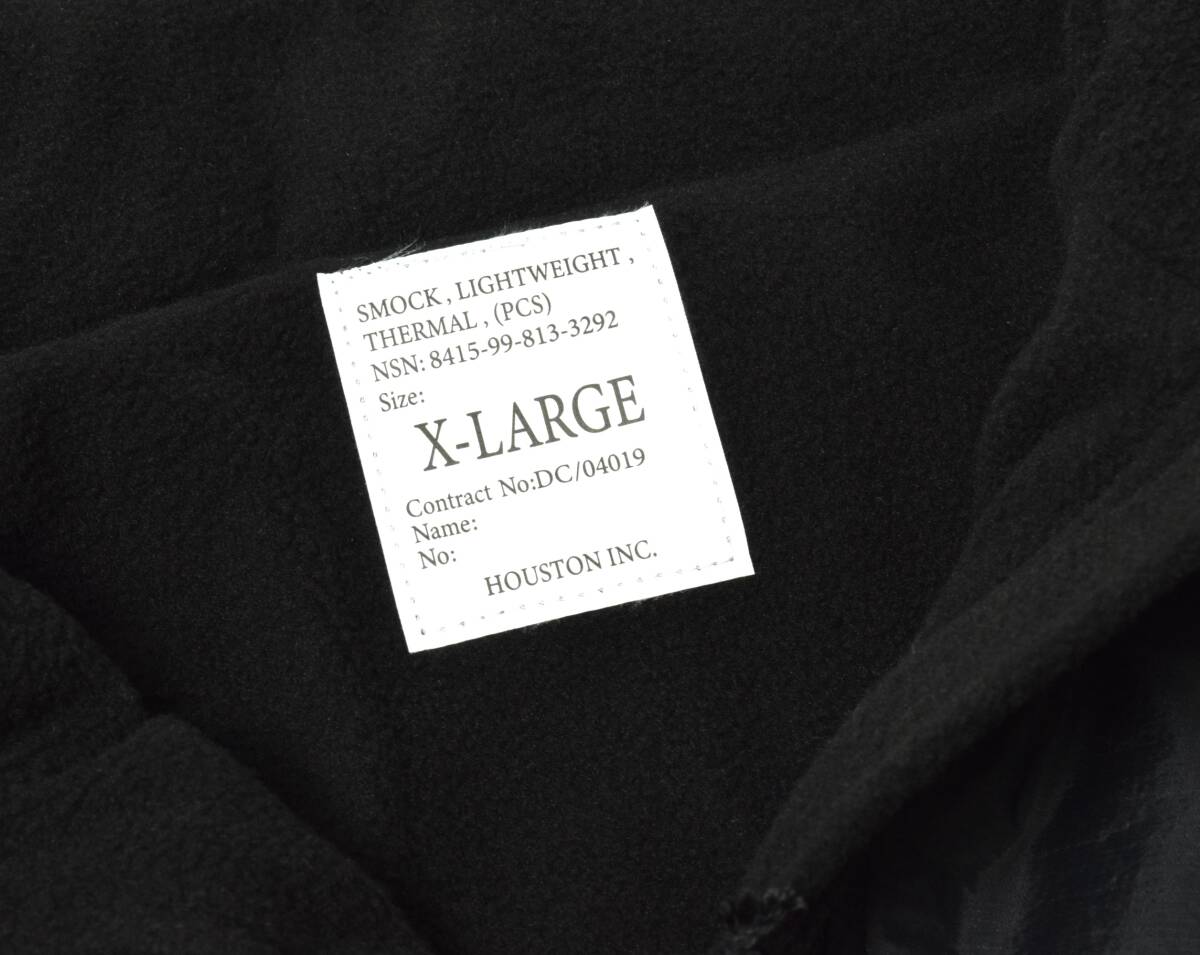 SMOCK , LIGHTWEIGHT ,
THERMAL , (PCS)
NSN: 8415-99-813-3292
Size:
X-LARGE
Contract No:DC/04019
Name:
No:
HOUSTON INC.